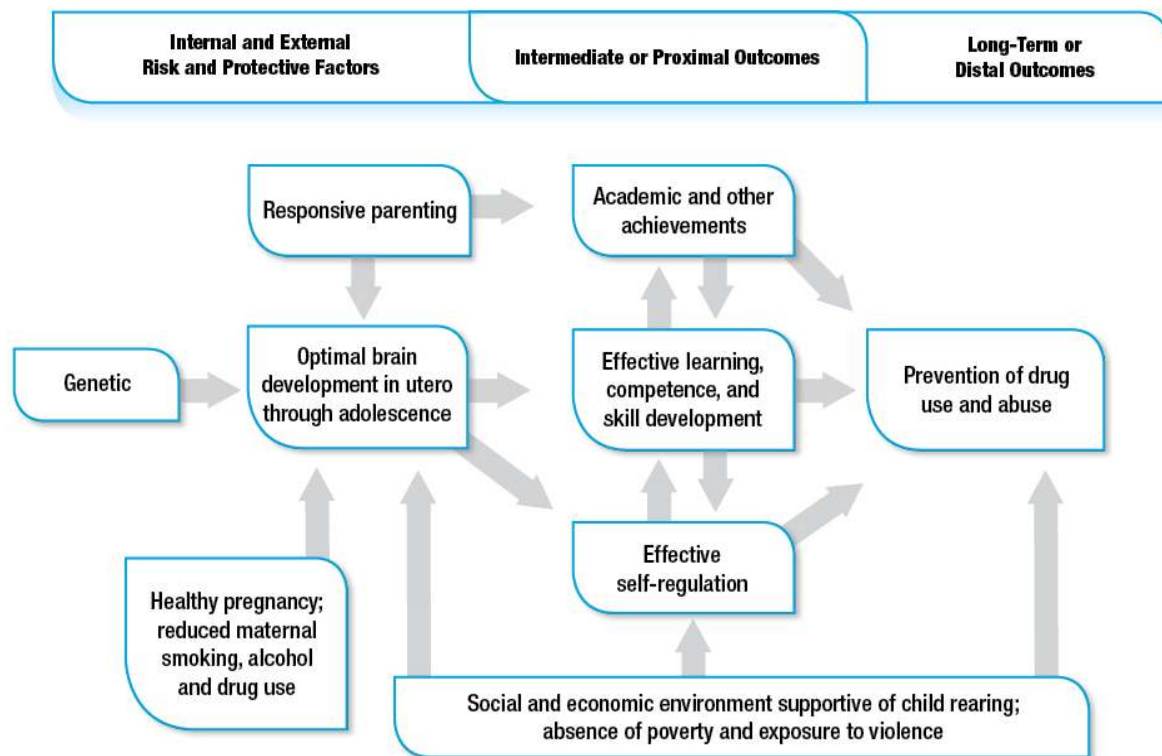 Internal and External
Risk and Protective Factors
Intermediate or Proximal Outcomes
Long-Term or
Distal Outcomes
Responsive parenting
Academic and other
achievements
Genetic
Optimal brain
development in utero
through adolescence
Effective learning,
competence, and
skill development
Prevention of drug
use and abuse
Effective
self-regulation
Healthy pregnancy;
reduced maternal
smoking, alcohol
and drug use
Social and economic environment supportive of child rearing;
absence of poverty and exposure to violence